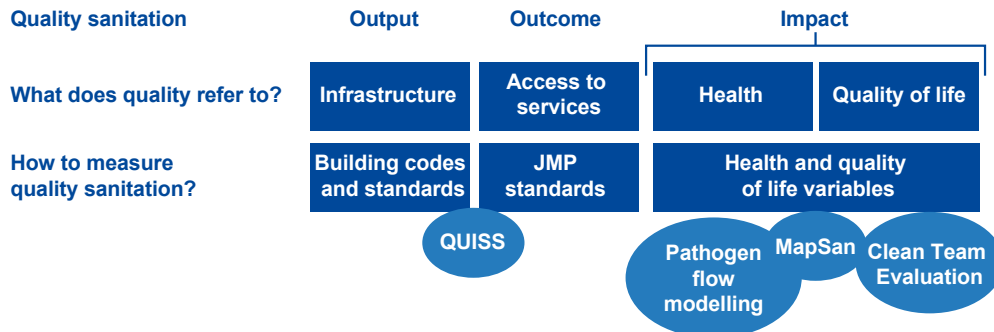 Quality sanitation
Output
Outcome
Impact
What does quality refer to?
Infrastructure
Access to
services
Health
Quality of life
How to measure
quality sanitation?
Building codes
and standards
JMP
standards
Health and quality
of life variables
QUISS
Pathogen
flow
modelling
MapSan
Clean Team
Evaluation